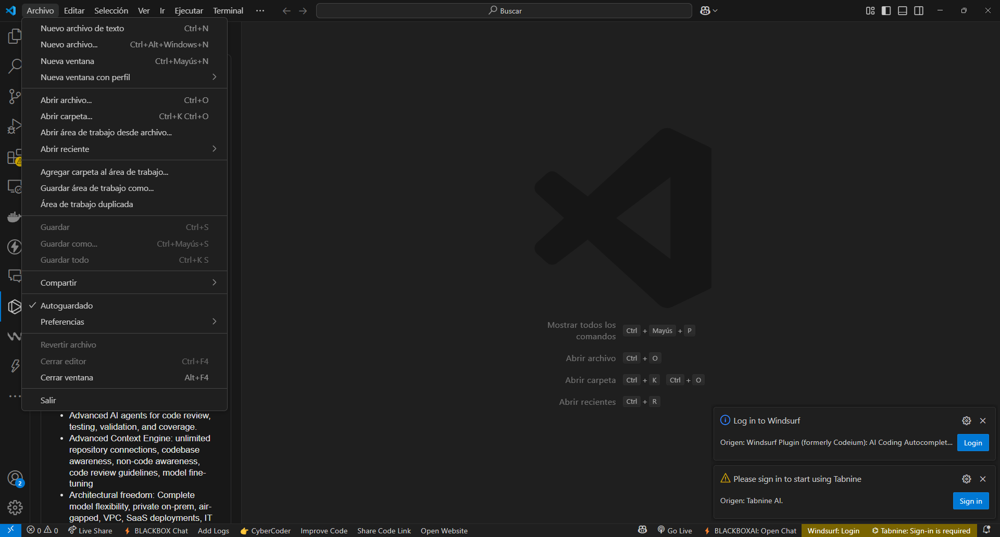 Archivo Editar Selección Ver Ir Ejecutar Terminal ··· Buscar
Nuevo archivo de texto Ctrl+N
Nuevo archivo... Ctrl+Alt+Windows+N
Nueva ventana Ctrl+Mayús+N
Nueva ventana con perfil
Abrir archivo... Ctrl+O
Abrir carpeta... Ctrl+K Ctrl+O
Abrir área de trabajo desde archivo...
Abrir reciente
Agregar carpeta al área de trabajo...
Guardar área de trabajo como...
Área de trabajo duplicada
Guardar Ctrl+S
Guardar como... Ctrl+Mayús+S
Guardar todo Ctrl+K S
Compartir
Autoguardado
Preferencias
Revertir archivo
Cerrar editor Ctrl+F4
Cerrar ventana Alt+F4
Salir
Advanced AI agents for code review,
testing, validation, and coverage.
Advanced Context Engine: unlimited
repository connections, codebase
awareness, non-code awareness,
code review guidelines, model fine-
tuning
Architectural freedom: Complete
model flexibility, private on-prem, air-
gapped, VPC, SaaS deployments, IT
2
Mostrar todos los
comandos Ctrl + Mayús + P
Abrir archivo Ctrl + O
Abrir carpeta Ctrl + K Ctrl + O
Abrir recientes Ctrl + R
Log in to Windsurf
Origen: Windsurf Plugin (formerly Codeium): AI Coding Autocomplet... Login
Please sign in to start using Tabnine
Origen: Tabnine AI. Sign in
0 0 Live Share BLACKBOX Chat Add Logs CyberCoder Improve Code Share Code Link Open Website Go Live BLACKBOXAI: Open Chat Windsurf: Login Tabnine: Sign-in is required